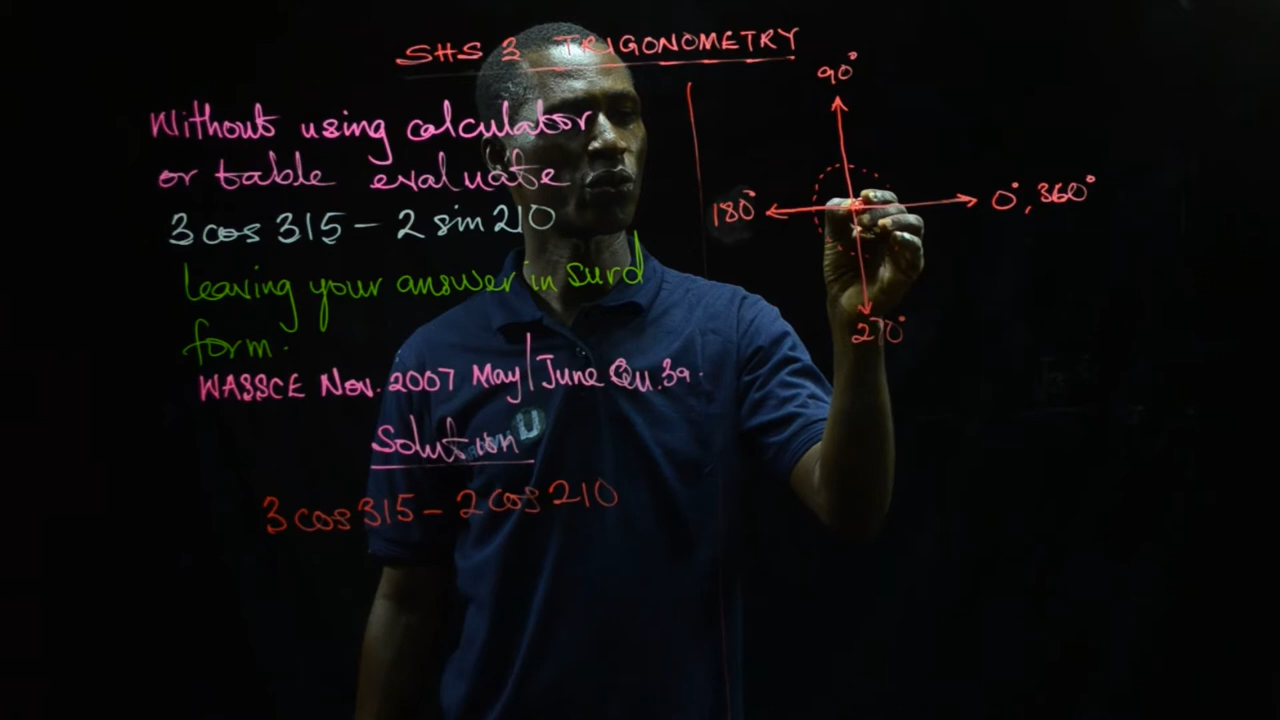 SHS 3 TRIGONOMETRY
Without using calculator
or table evaluate
3 cos 315 – 2 sin 210
leaving your answer in surd
form.
WASSCE Nov. 2007 May/June Qu. 3a.
Solution
3 cos 315 – 2 cos 210
90°
180°
0°, 360°
270°